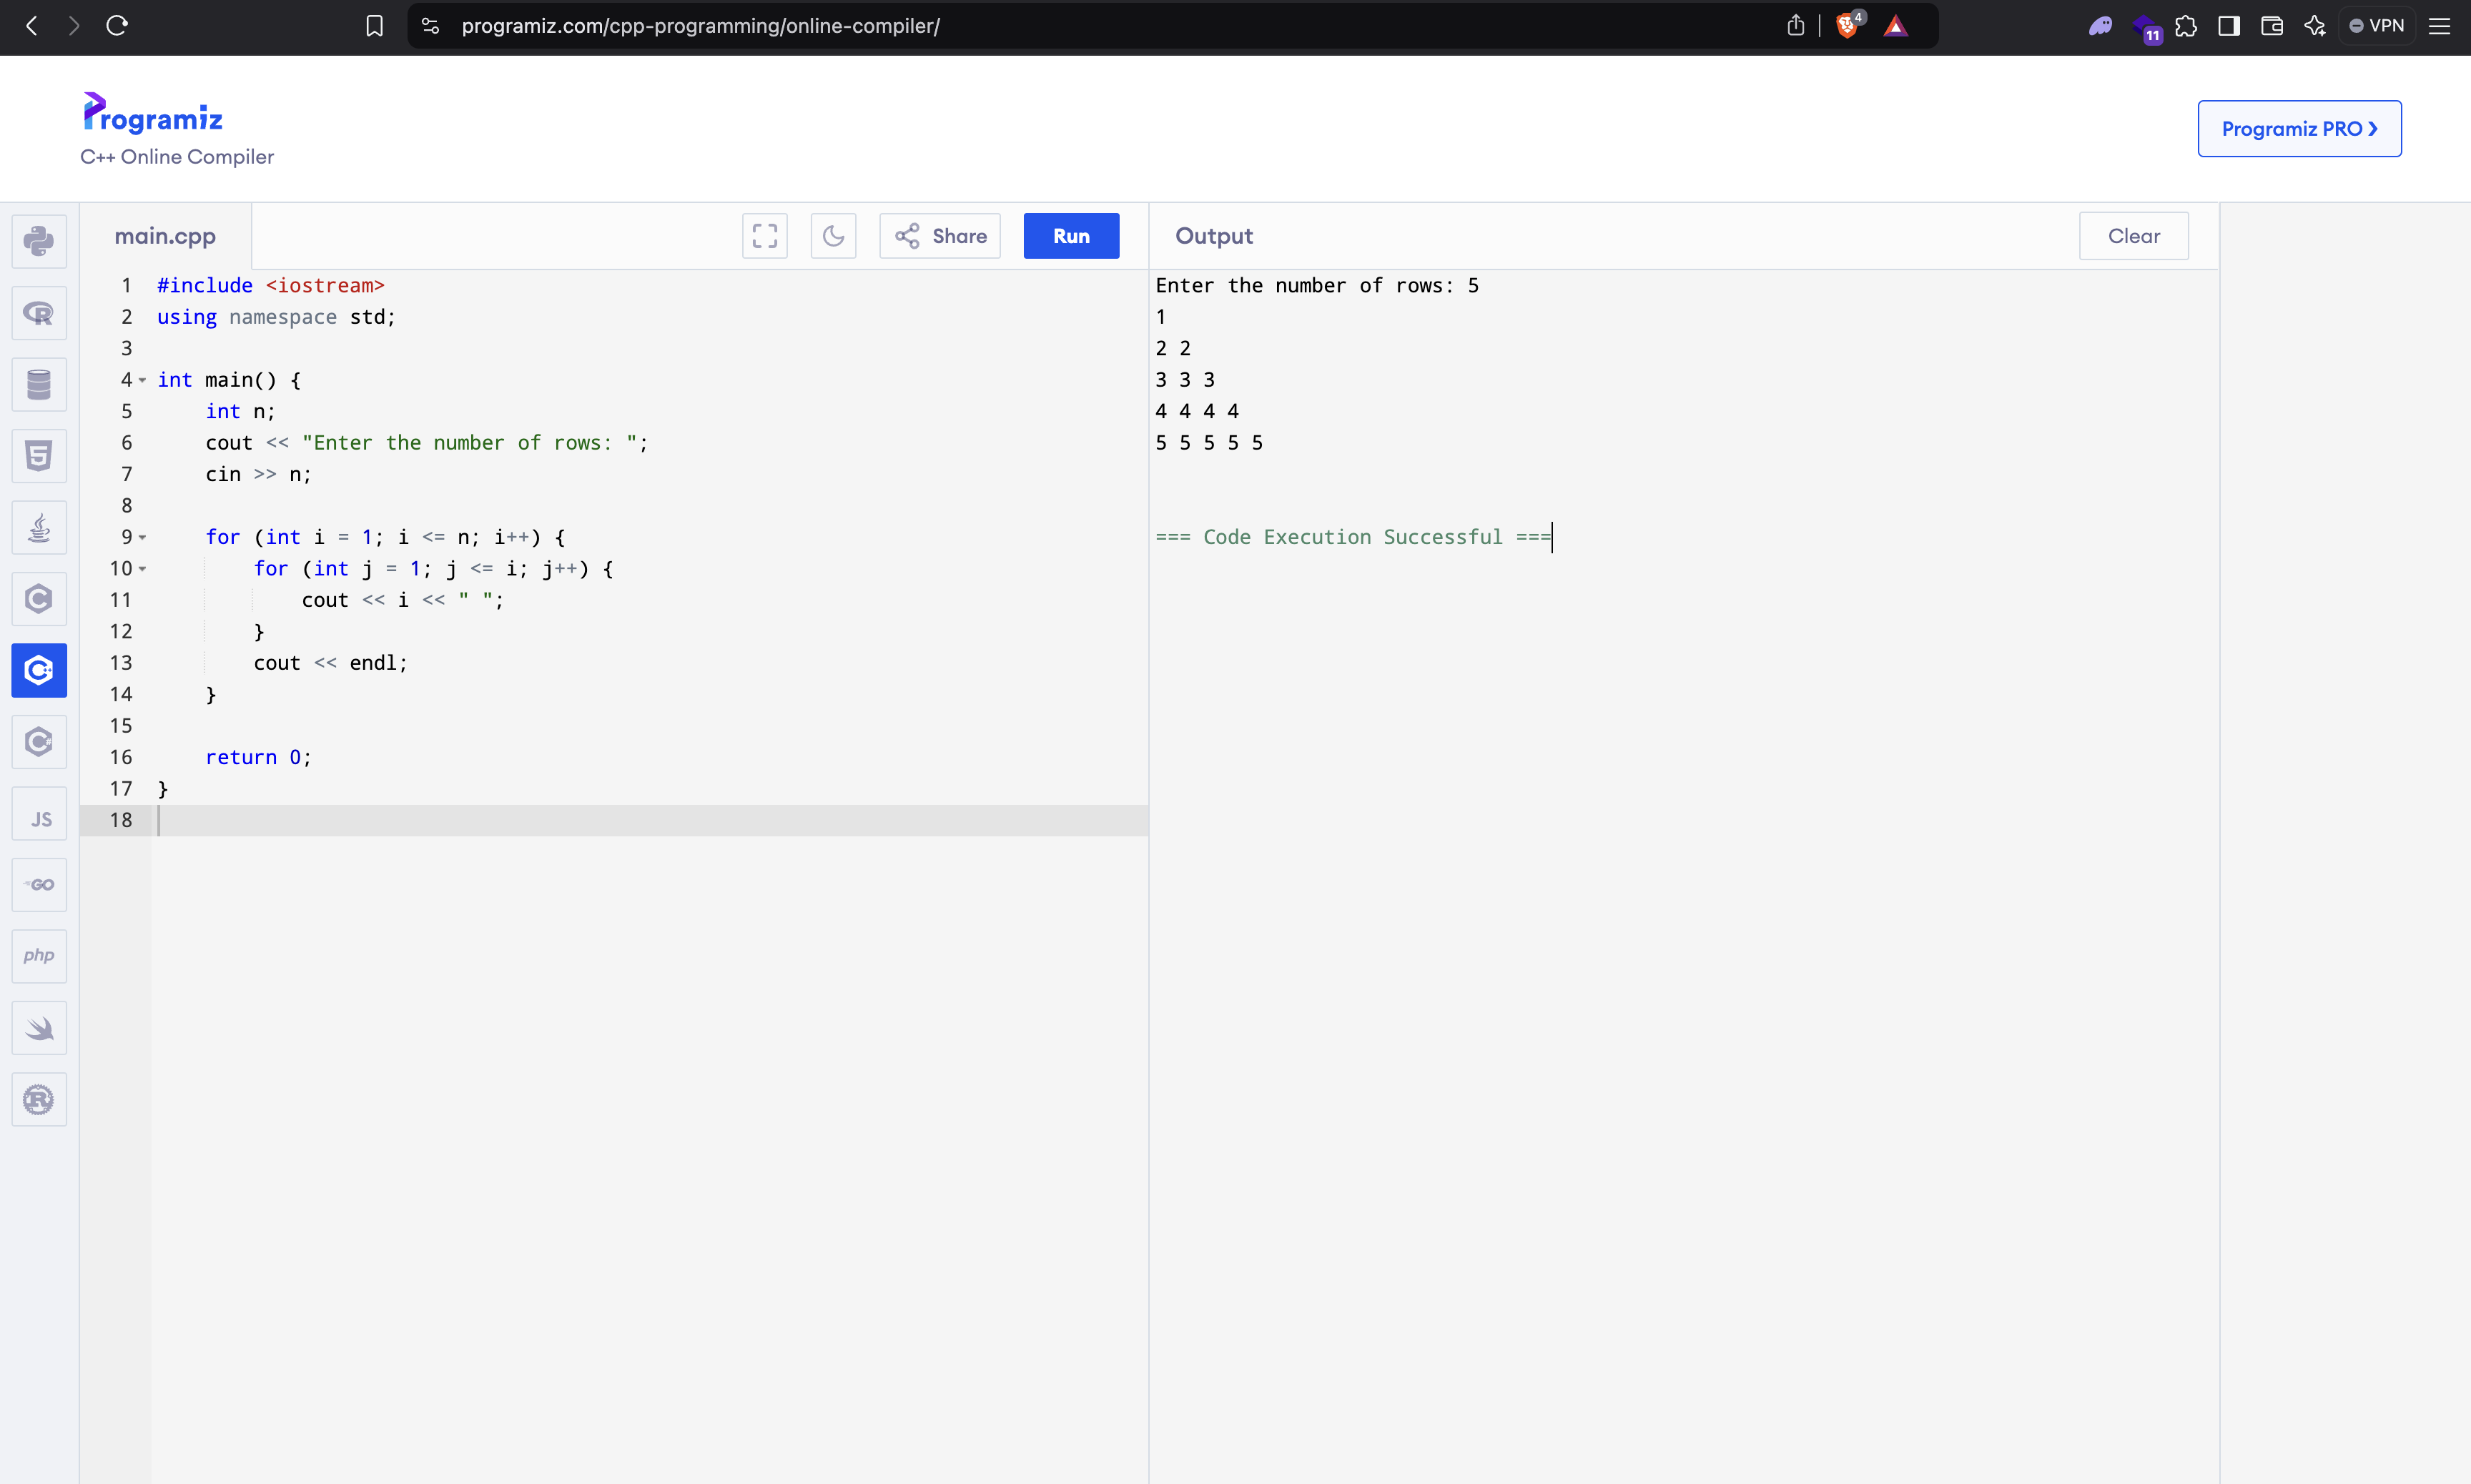 programiz.com/cpp-programming/online-compiler/
4
11
VPN
Programiz
C++ Online Compiler
Programiz PRO ❯
main.cpp
Share
Run
Output
Clear
1 #include <iostream>
2 using namespace std;
3
4 int main() {
5     int n;
6     cout << "Enter the number of rows: ";
7     cin >> n;
8
9     for (int i = 1; i <= n; i++) {
10         for (int j = 1; j <= i; j++) {
11             cout << i << " ";
12         }
13         cout << endl;
14     }
15
16     return 0;
17 }
18
Enter the number of rows: 5
1
2 2
3 3 3
4 4 4 4
5 5 5 5 5
=== Code Execution Successful ===
R
5
C
C++
C#
JS
GO
php
R